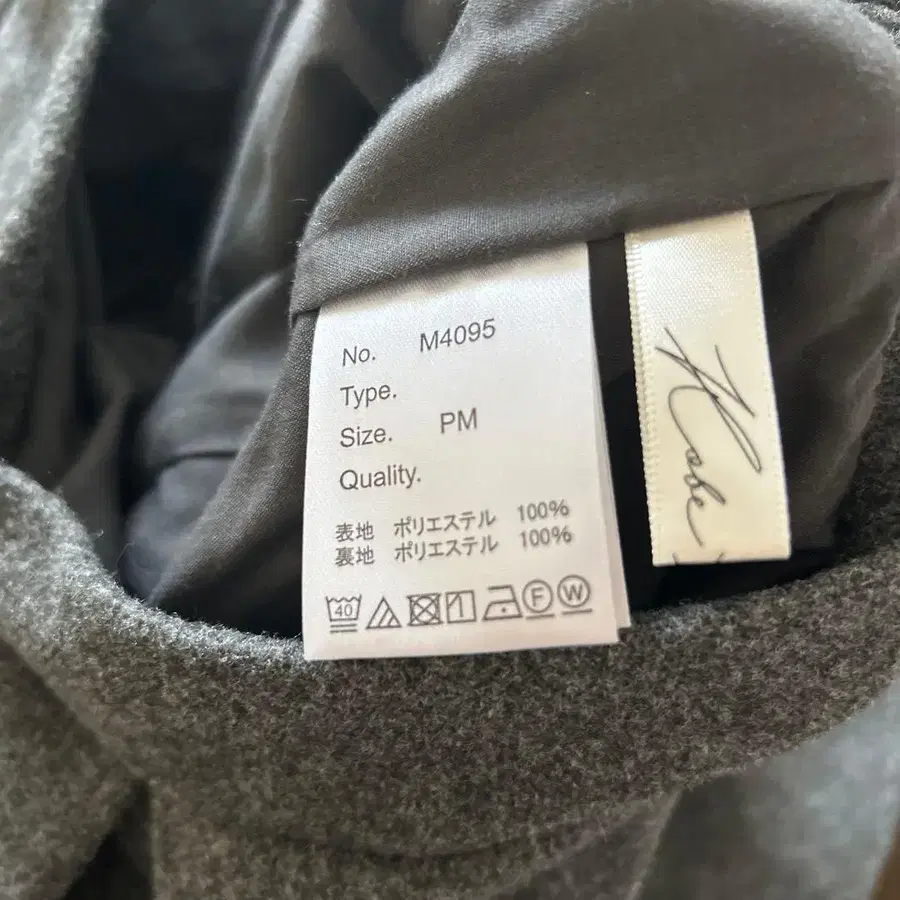 No. M4095
Type.
Size. PM
Quality.
表地 ポリエステル 100%
裏地 ポリエステル 100%
40 F W